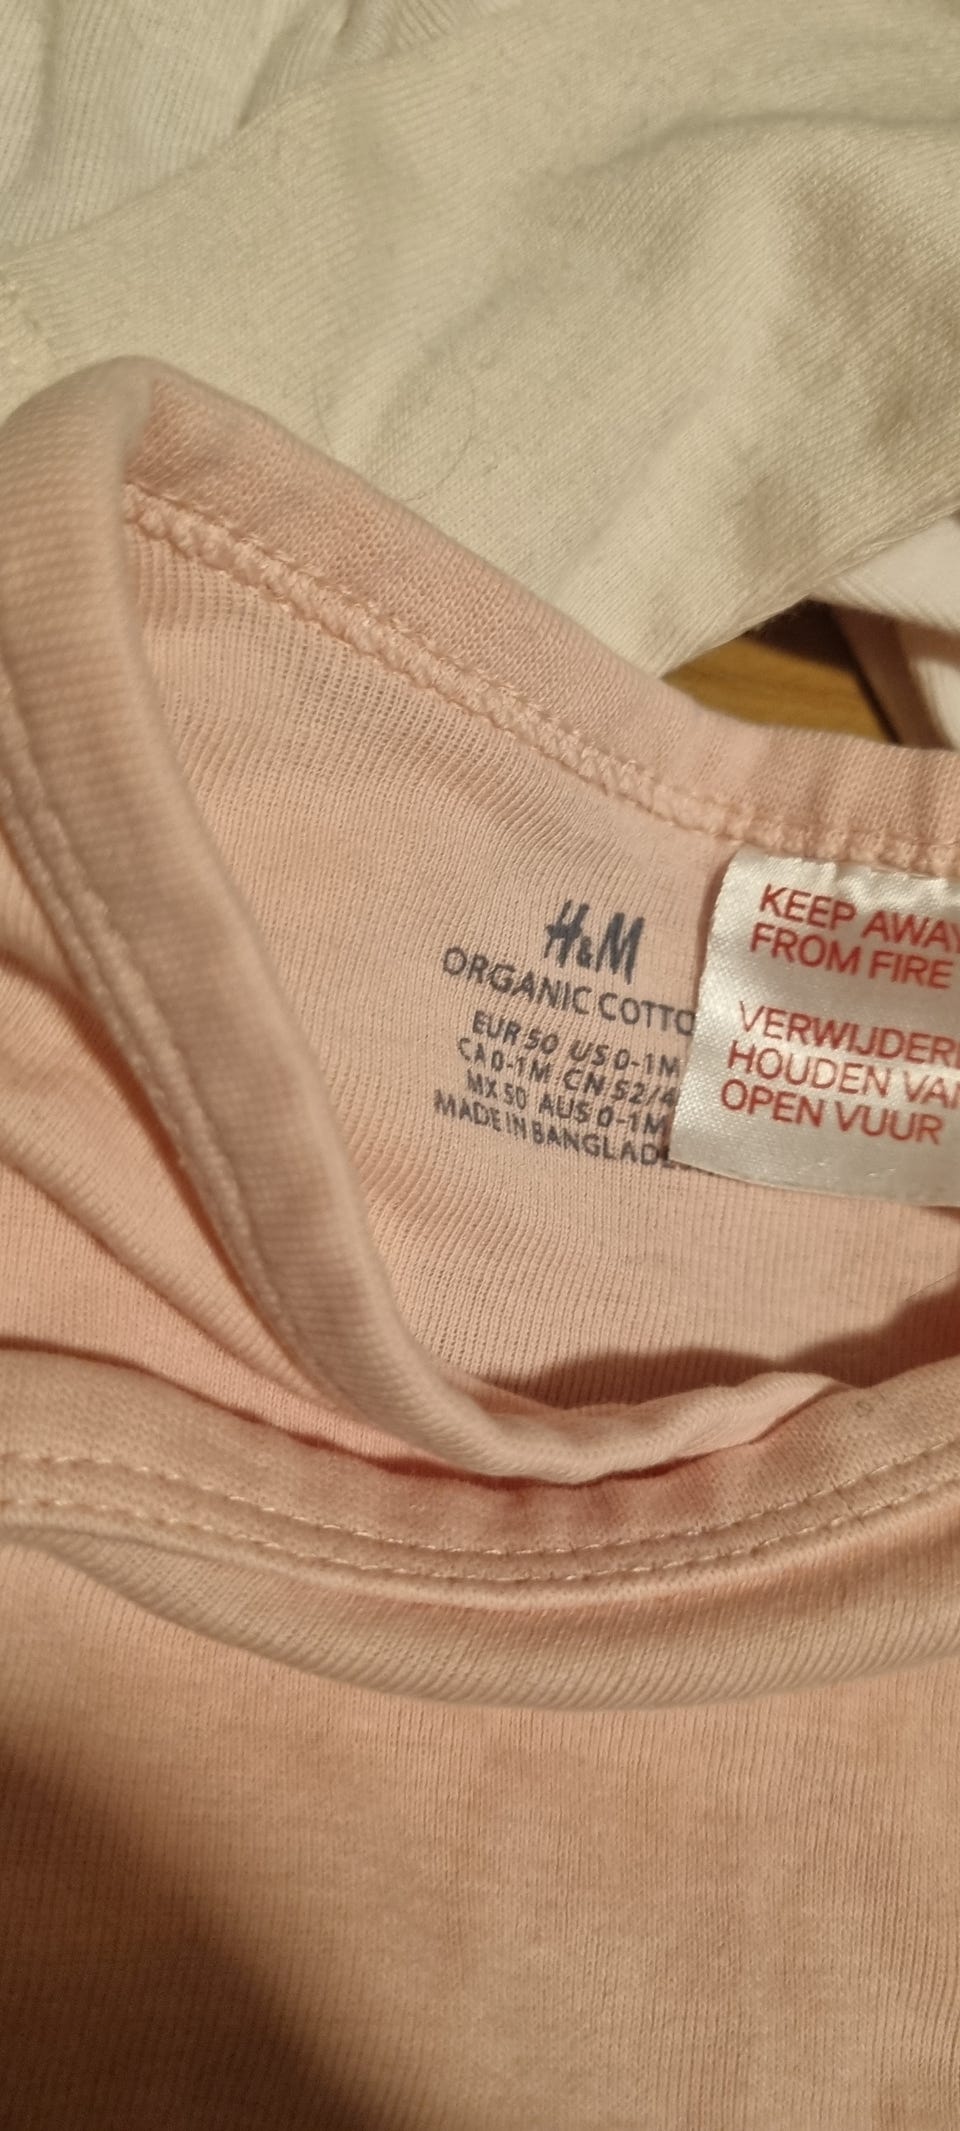 H&M
ORGANIC COTTO
EUR 50 US 0-1M
CA 0-1M CN 52/4
MX 50 AUS 0-1M
MADE IN BANGLAD
KEEP AWAY
FROM FIRE
VERWIJDER
HOUDEN VAN
OPEN VUUR